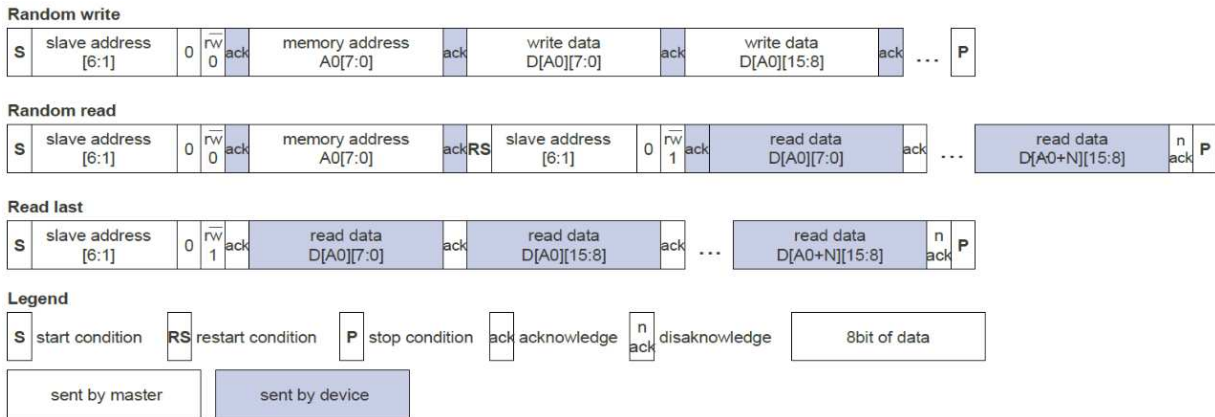 Random write
S slave address [6:1] 0 rw 0 ack memory address A0[7:0] ack write data D[A0][7:0] ack write data D[A0][15:8] ack ... P
Random read
S slave address [6:1] 0 rw 0 ack memory address A0[7:0] ack RS slave address [6:1] 0 rw 1 ack read data D[A0][7:0] ack ... read data D[A0+N][15:8] n ack P
Read last
S slave address [6:1] 0 rw 1 ack read data D[A0][7:0] ack read data D[A0][15:8] ack ... read data D[A0+N][15:8] n ack P
Legend
S start condition RS restart condition P stop condition ack acknowledge n ack disaknowledge 8bit of data
sent by master sent by device